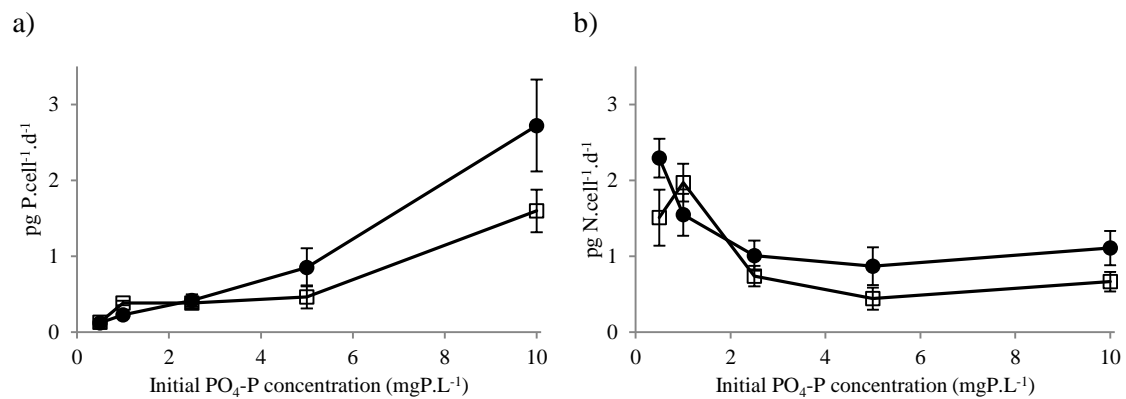 a)
pg P.cell⁻¹.d⁻¹
3
2
1
0
0 2 4 6 8 10
Initial PO₄-P concentration (mgP.L⁻¹)
b)
pg N.cell⁻¹.d⁻¹
3
2
1
0
0 2 4 6 8 10
Initial PO₄-P concentration (mgP.L⁻¹)